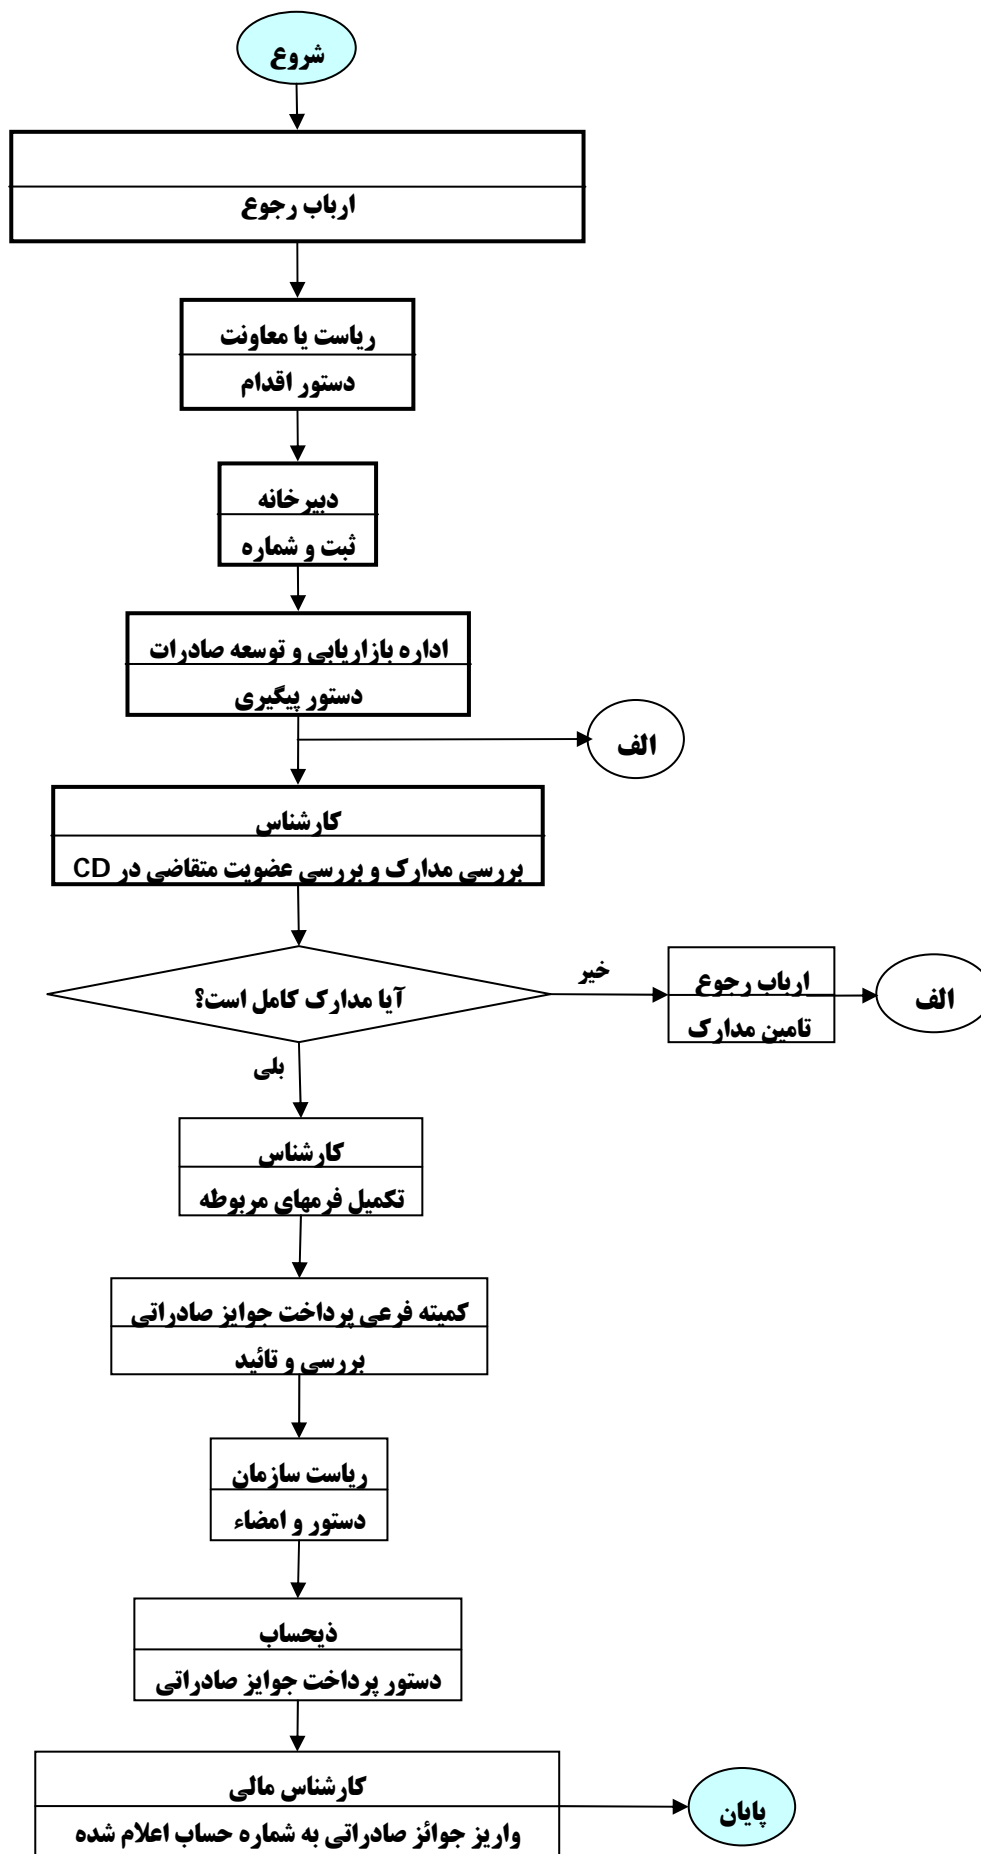 شروع
ارباب رجوع
ریاست یا معاونت
دستور اقدام
دبیرخانه
ثبت و شماره
اداره بازاریابی و توسعه صادرات
دستور پیگیری
الف
کارشناس
بررسی مدارک و بررسی عضویت متقاضی در CD
آیا مدارک کامل است؟
خیر
ارباب رجوع
تامین مدارک
الف
بلی
کارشناس
تکمیل فرمهای مربوطه
کمیته فرعی پرداخت جوایز صادراتی
بررسی و تائید
ریاست سازمان
دستور و امضاء
ذیحساب
دستور پرداخت جوایز صادراتی
کارشناس مالی
واریز جوائز صادراتی به شماره حساب اعلام شده
پایان